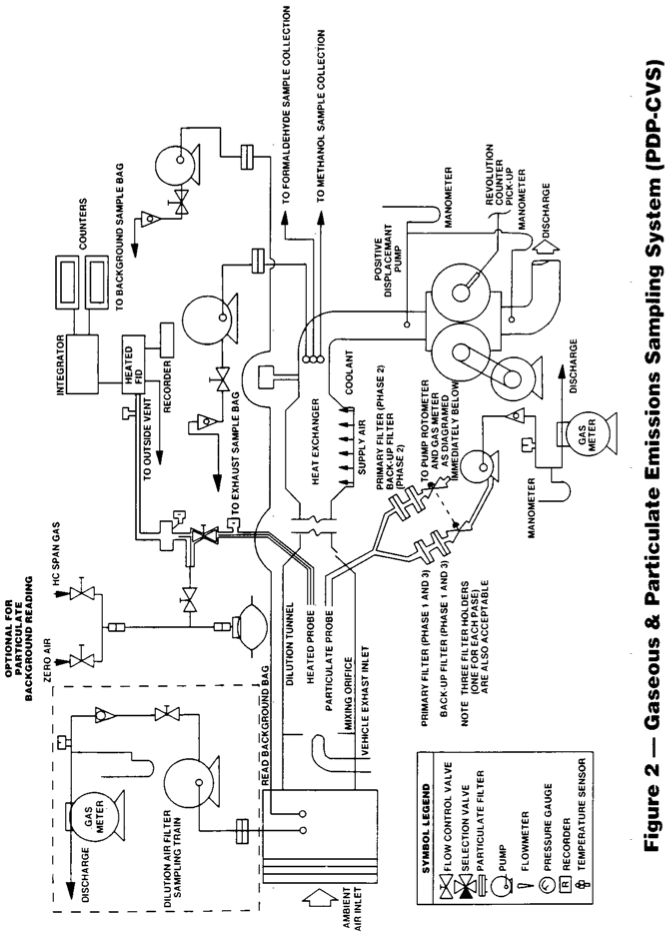 OPTIONAL FOR
PARTICULATE
BACKGROUND READING
ZERO AIR
HC SPAN GAS
INTEGRATOR
COUNTERS
HEATED
FID
TO OUTSIDE VENT
RECORDER
TO BACKGROUND SAMPLE BAG
TO EXHAUST SAMPLE BAG
DISCHARGE
GAS
METER
DILUTION AIR FILTER
SAMPLING TRAIN
READ BACKGROUND BAG
TO FORMALDEHYDE SAMPLE COLLECTION
TO METHANOL SAMPLE COLLECTION
DILUTION TUNNEL
HEATED PROBE
PARTICULATE PROBE
MIXING ORIFICE
VEHICLE EXHAST INLET
AMBIENT
AIR INLET
HEAT EXCHANGER
COOLANT
SUPPLY AIR
PRIMARY FILTER (PHASE 2)
BACK-UP FILTER
(PHASE 2)
TO PUMP ROTOMETER
AND GAS METER
AS DIAGRAMED
IMMEDIATELY BELOW
POSITIVE
DISPLACEMANT
PUMP
MANOMETER
REVOLUTION
COUNTER
PICK-UP
MANOMETER
DISCHARGE
PRIMARY FILTER (PHASE 1 AND 3)
BACK-UP FILTER (PHASE 1 AND 3)
NOTE THREE FILTER HOLDERS
(ONE FOR EACH PASE)
ARE ALSO ACCEPTABLE
MANOMETER
GAS
METER
DISCHARGE
SYMBOL LEGEND
FLOW CONTROL VALVE
SELECTION VALVE
PARTICULATE FILTER
PUMP
FLOWMETER
PRESSURE GAUGE
R RECORDER
TEMPERATURE SENSOR
Figure 2 — Gaseous & Particulate Emissions Sampling System (PDP-CVS)